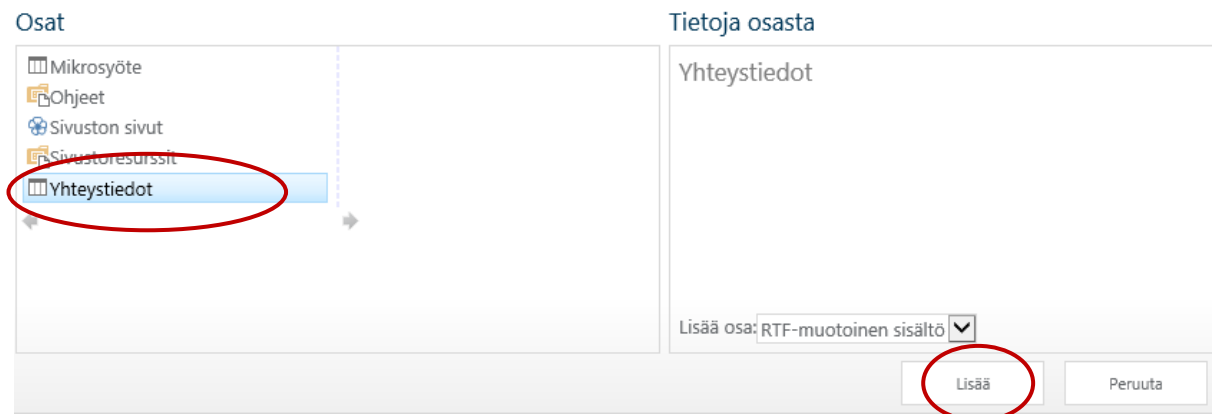 Osat
Mikrosyöte
Ohjeet
Sivuston sivut
Sivustoresurssit
Yhteystiedot
Tietoja osasta
Yhteystiedot
Lisää osa: RTF-muotoinen sisältö
Lisää
Peruuta